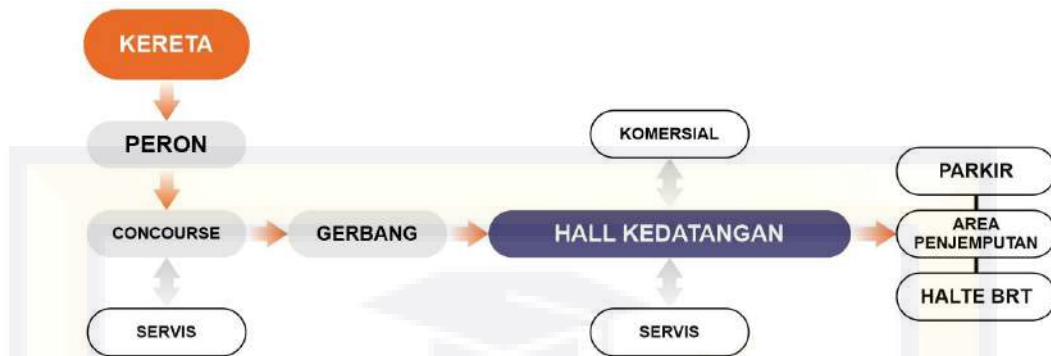 KERETA
PERON
KOMERSIAL
PARKIR
CONCOURSE
GERBANG
HALL KEDATANGAN
AREA
PENJEMPUTAN
HALTE BRT
SERVIS
SERVIS